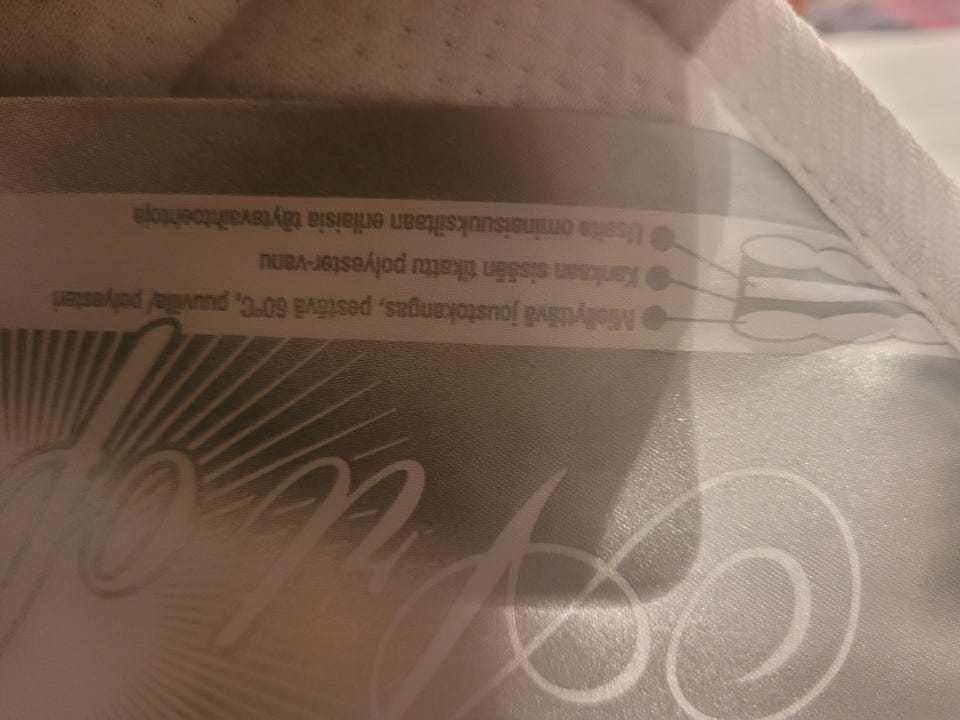 Miellyttävä joustokangas, pestävä 60°C, puuvilla/ polyesteri
Kankaan sisään tikattu polyester-vanu
Useita ominaisuuksiltaan erilaisia täytevaihtoehtoja